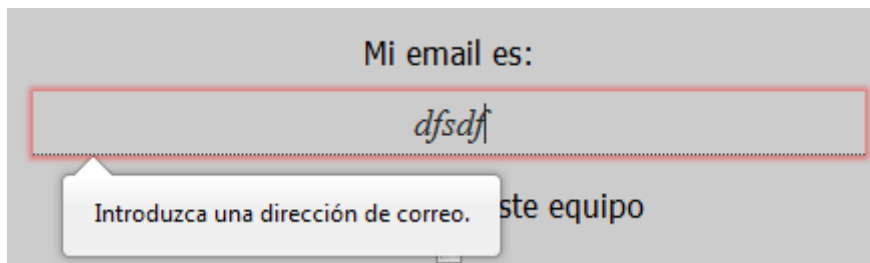 Mi email es:
dfsdf
Introduzca una dirección de correo.
ste equipo